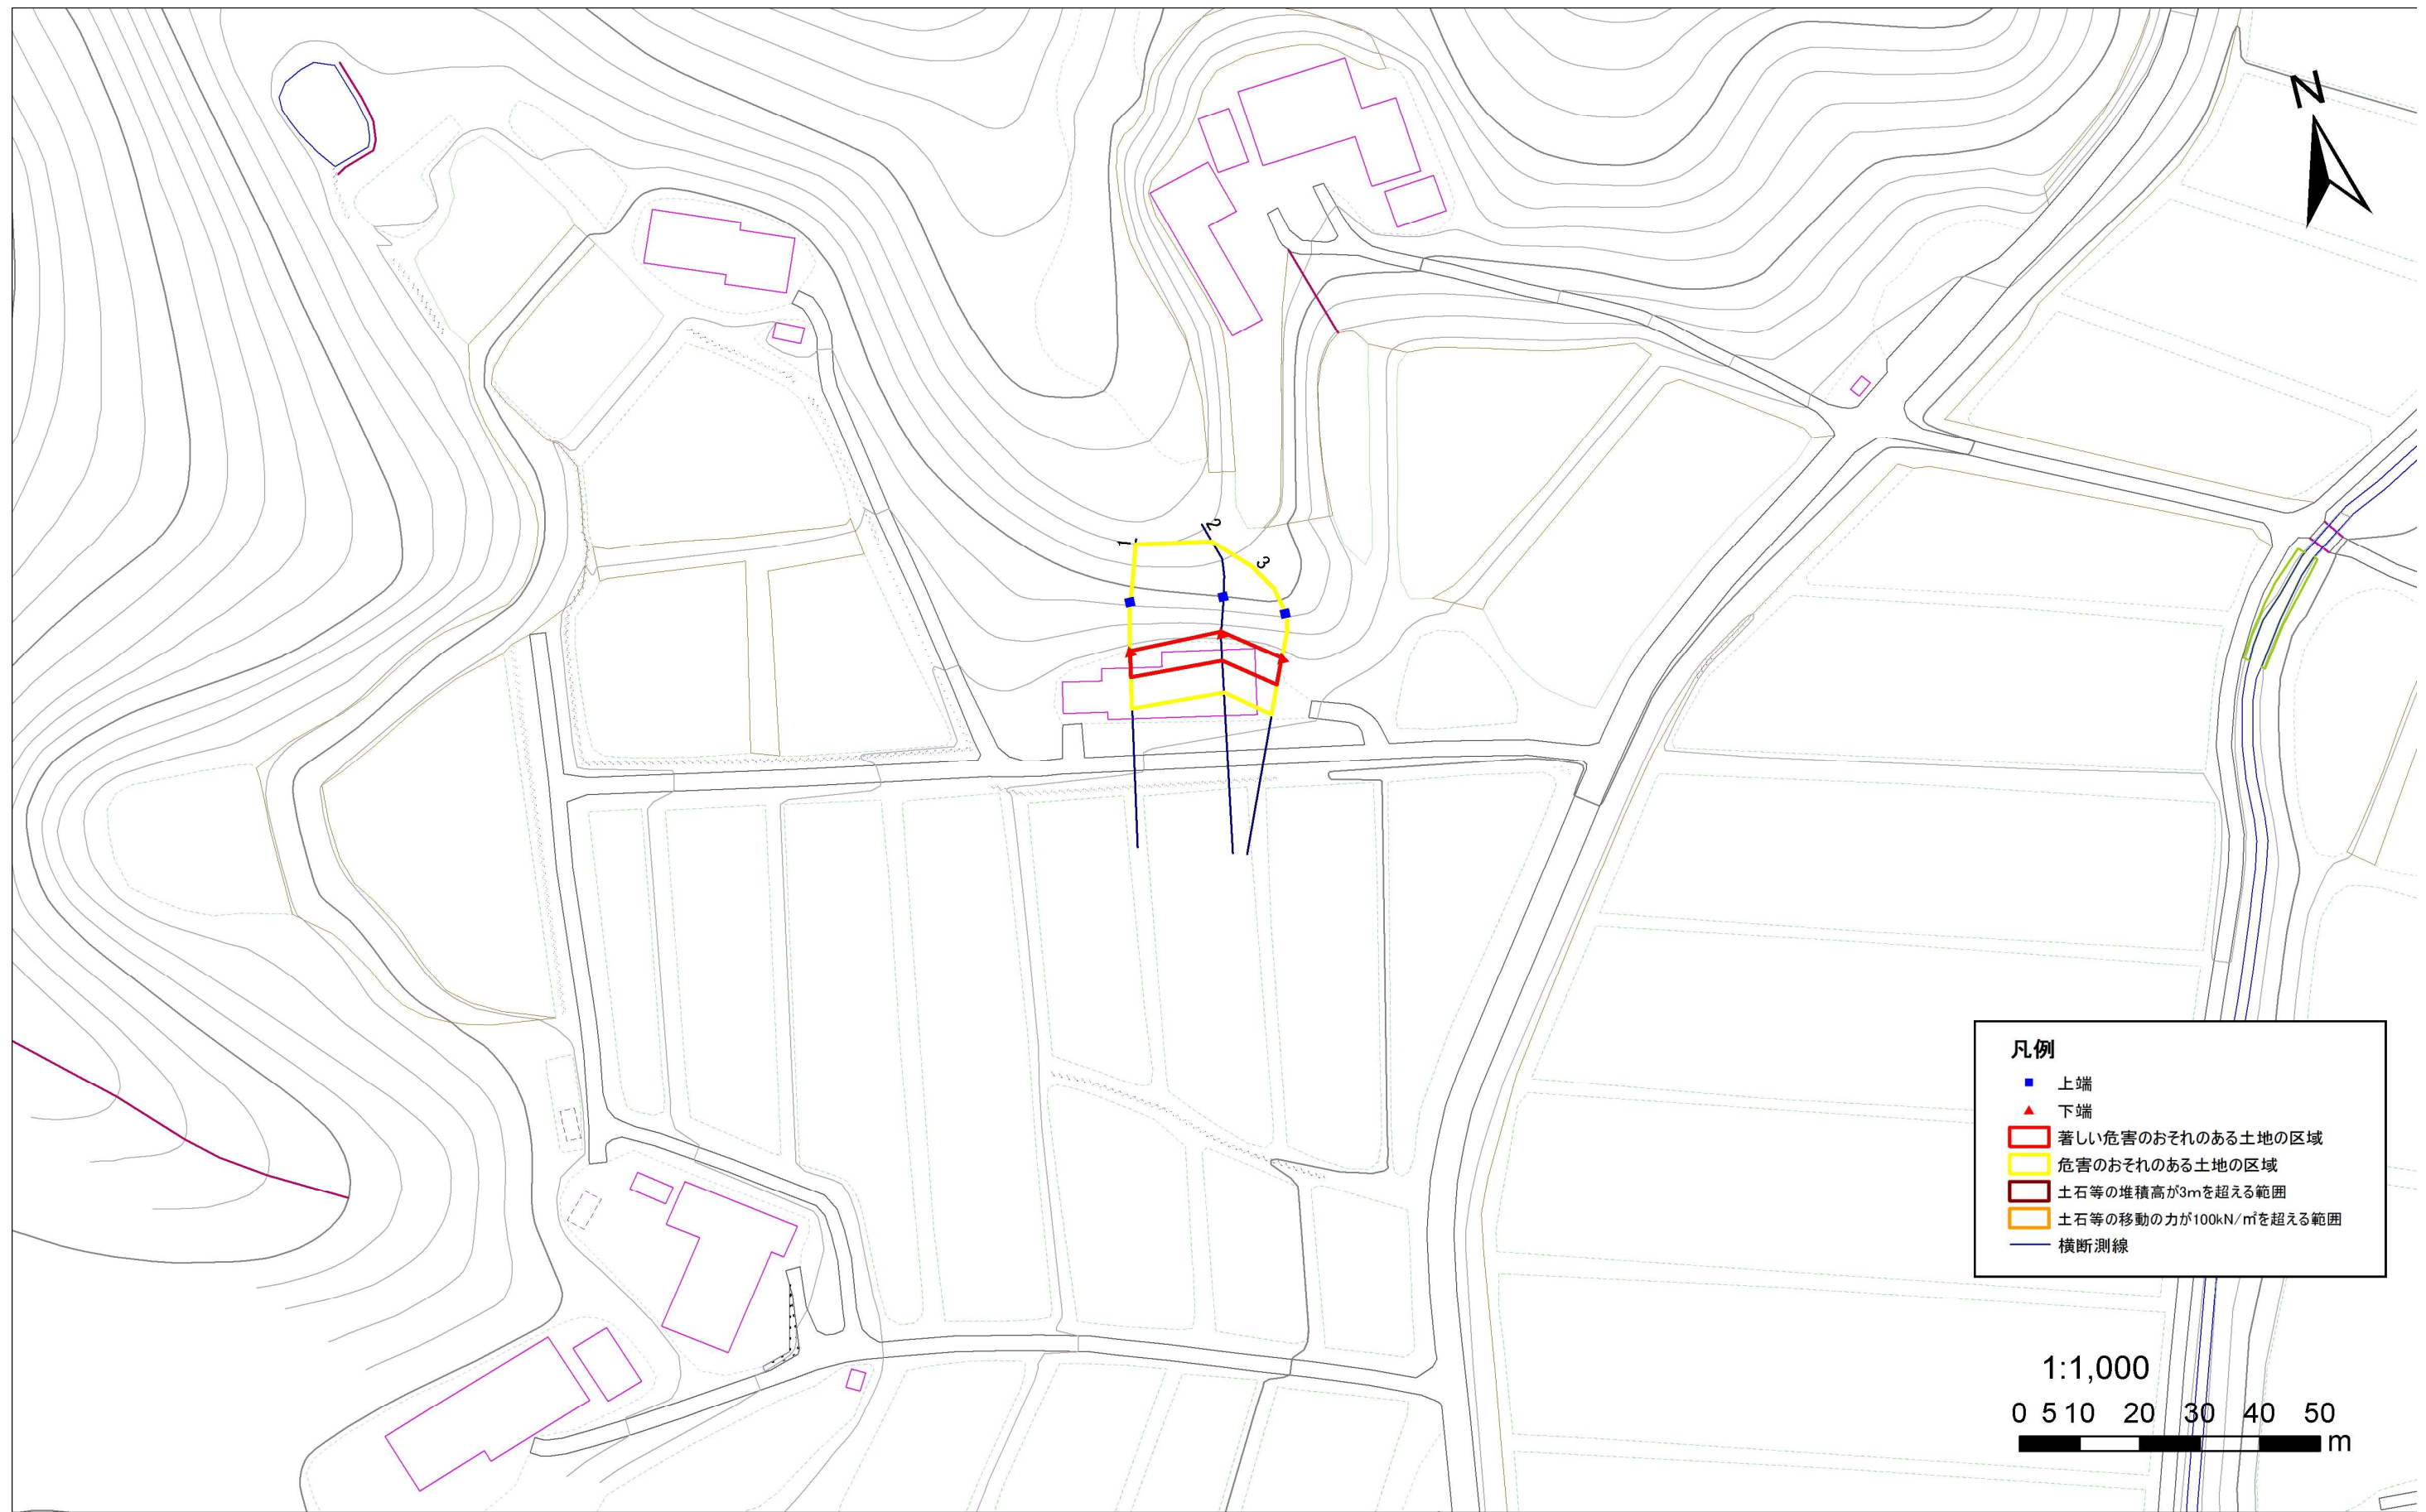 N
2
1
3
凡例
上端
下端
著しい危害のおそれのある土地の区域
危害のおそれのある土地の区域
土石等の堆積高が3mを超える範囲
土石等の移動の力が100kN/㎡を超える範囲
横断測線
1:1,000
0 5 10 20 30 40 50
m